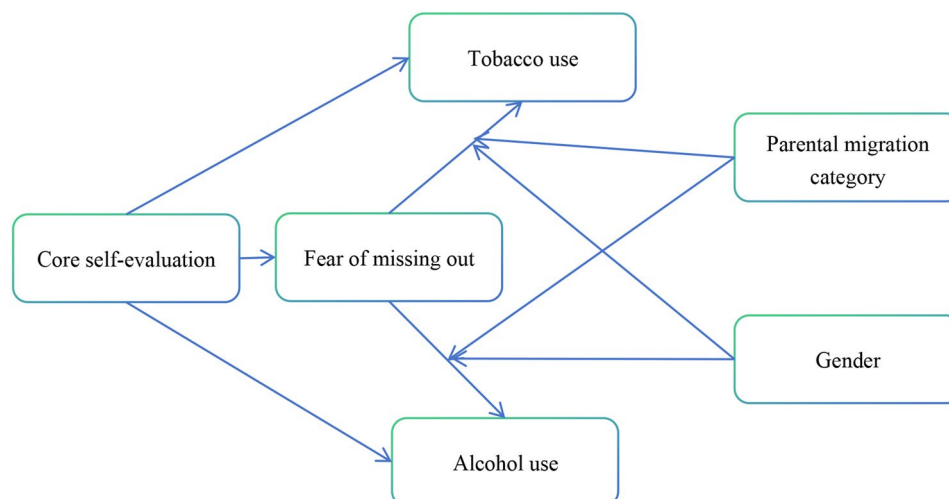 Tobacco use
Parental migration
category
Core self-evaluation
Fear of missing out
Gender
Alcohol use